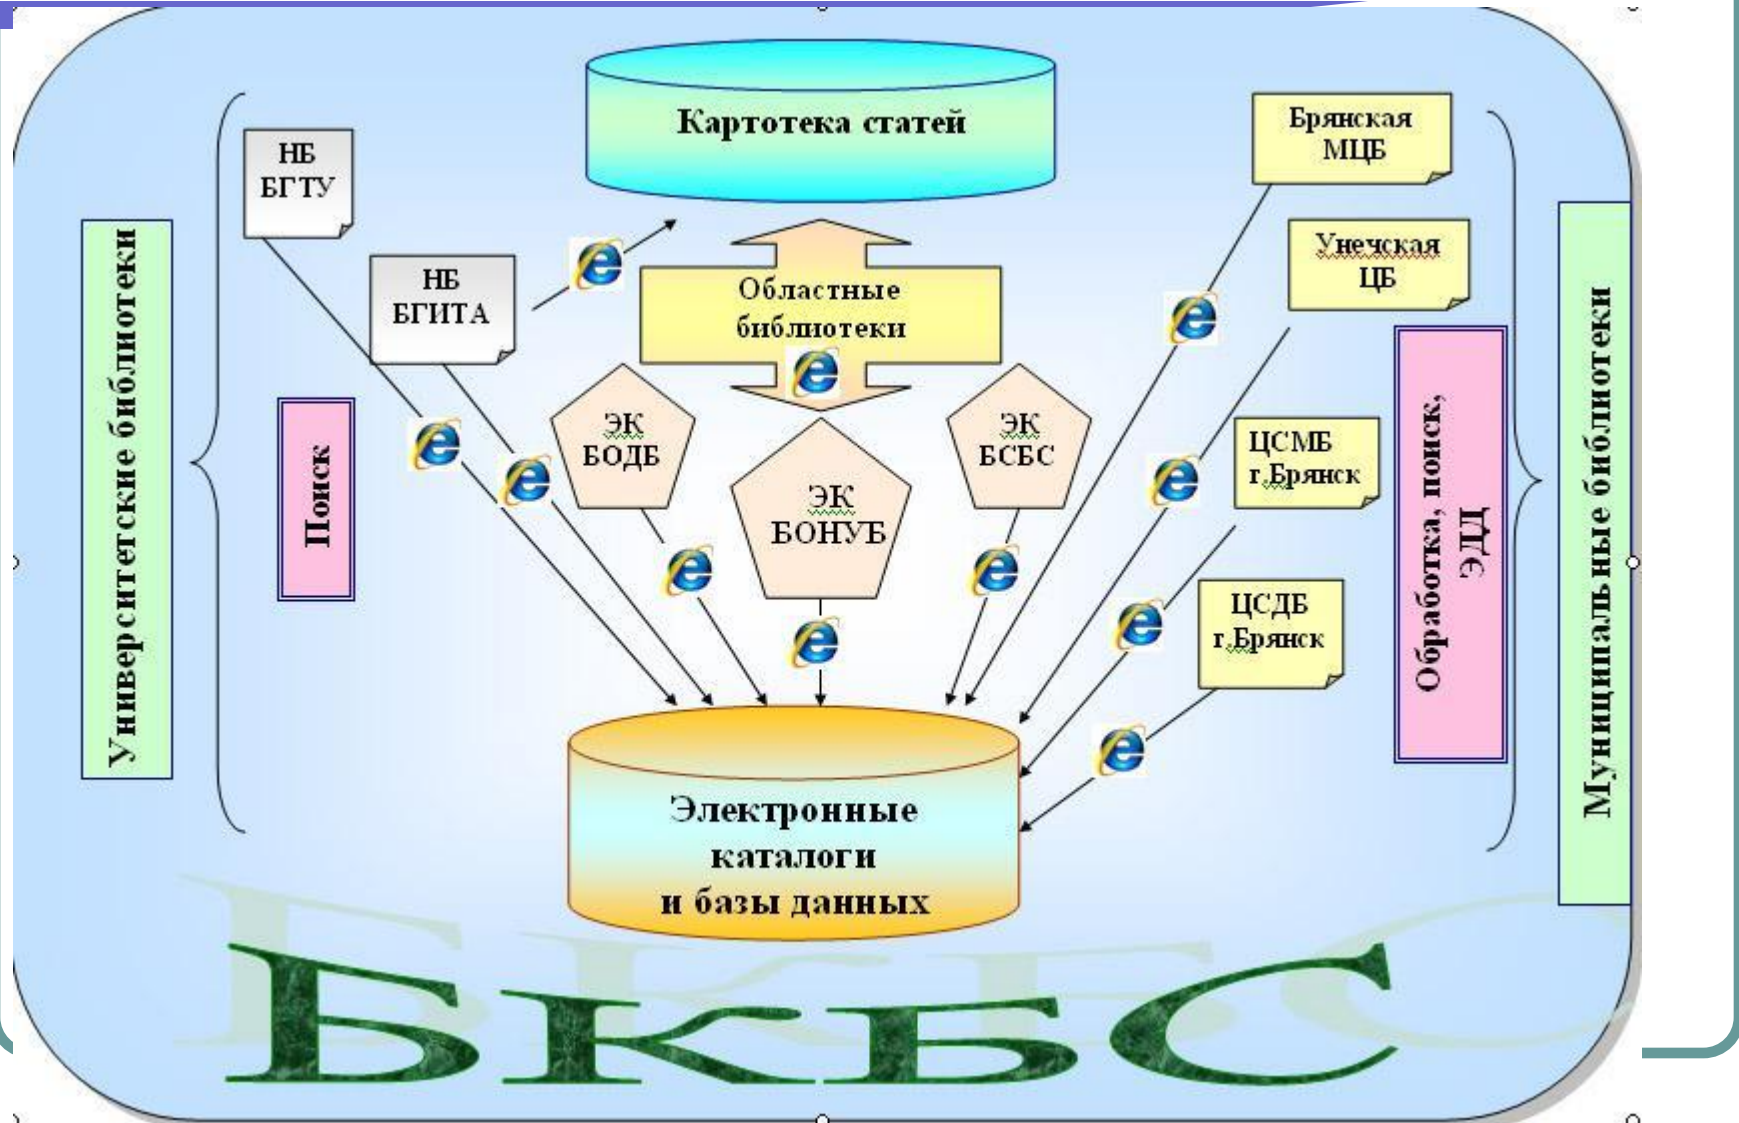 Картотека статей
НБ
БГТУ
НБ
БГИТА
Университетские библиотеки
Поиск
Областные
библиотеки
ЭК
БОДБ
ЭК
БОНУБ
ЭК
БСБС
Брянская
МЦБ
Унечская
ЦБ
ЦСМБ
г.Брянск
ЦСДБ
г.Брянск
Обработка, поиск,
ЭДД
Муниципальные библиотеки
Электронные
каталоги
и базы данных
БКБС